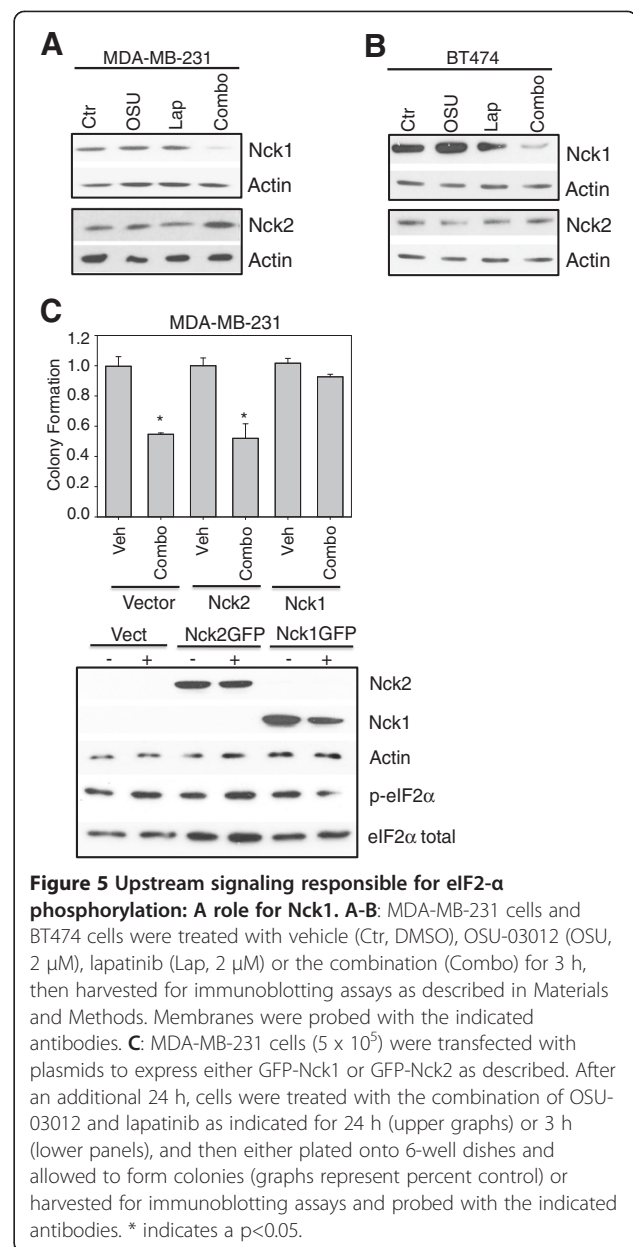 A
MDA-MB-231
Ctr
OSU
Lap
Combo
Nck1
Actin
Nck2
Actin
B
BT474
Ctr
OSU
Lap
Combo
Nck1
Actin
Nck2
Actin
C
MDA-MB-231
Colony Formation
1.2
1.0
0.8
0.6
0.4
0.2
0.0
*
*
Veh
Combo
Veh
Combo
Veh
Combo
Vector
Nck2
Nck1
Vect
Nck2GFP
Nck1GFP
- + - + - +
Nck2
Nck1
Actin
p-eIF2α
eIF2α total
Figure 5 Upstream signaling responsible for eIF2-α
phosphorylation: A role for Nck1. A-B: MDA-MB-231 cells and
BT474 cells were treated with vehicle (Ctr, DMSO), OSU-03012 (OSU,
2 μM), lapatinib (Lap, 2 μM) or the combination (Combo) for 3 h,
then harvested for immunoblotting assays as described in Materials
and Methods. Membranes were probed with the indicated
antibodies. C: MDA-MB-231 cells (5 x 10⁵) were transfected with
plasmids to express either GFP-Nck1 or GFP-Nck2 as described. After
an additional 24 h, cells were treated with the combination of OSU-
03012 and lapatinib as indicated for 24 h (upper graphs) or 3 h
(lower panels), and then either plated onto 6-well dishes and
allowed to form colonies (graphs represent percent control) or
harvested for immunoblotting assays and probed with the indicated
antibodies. * indicates a p<0.05.